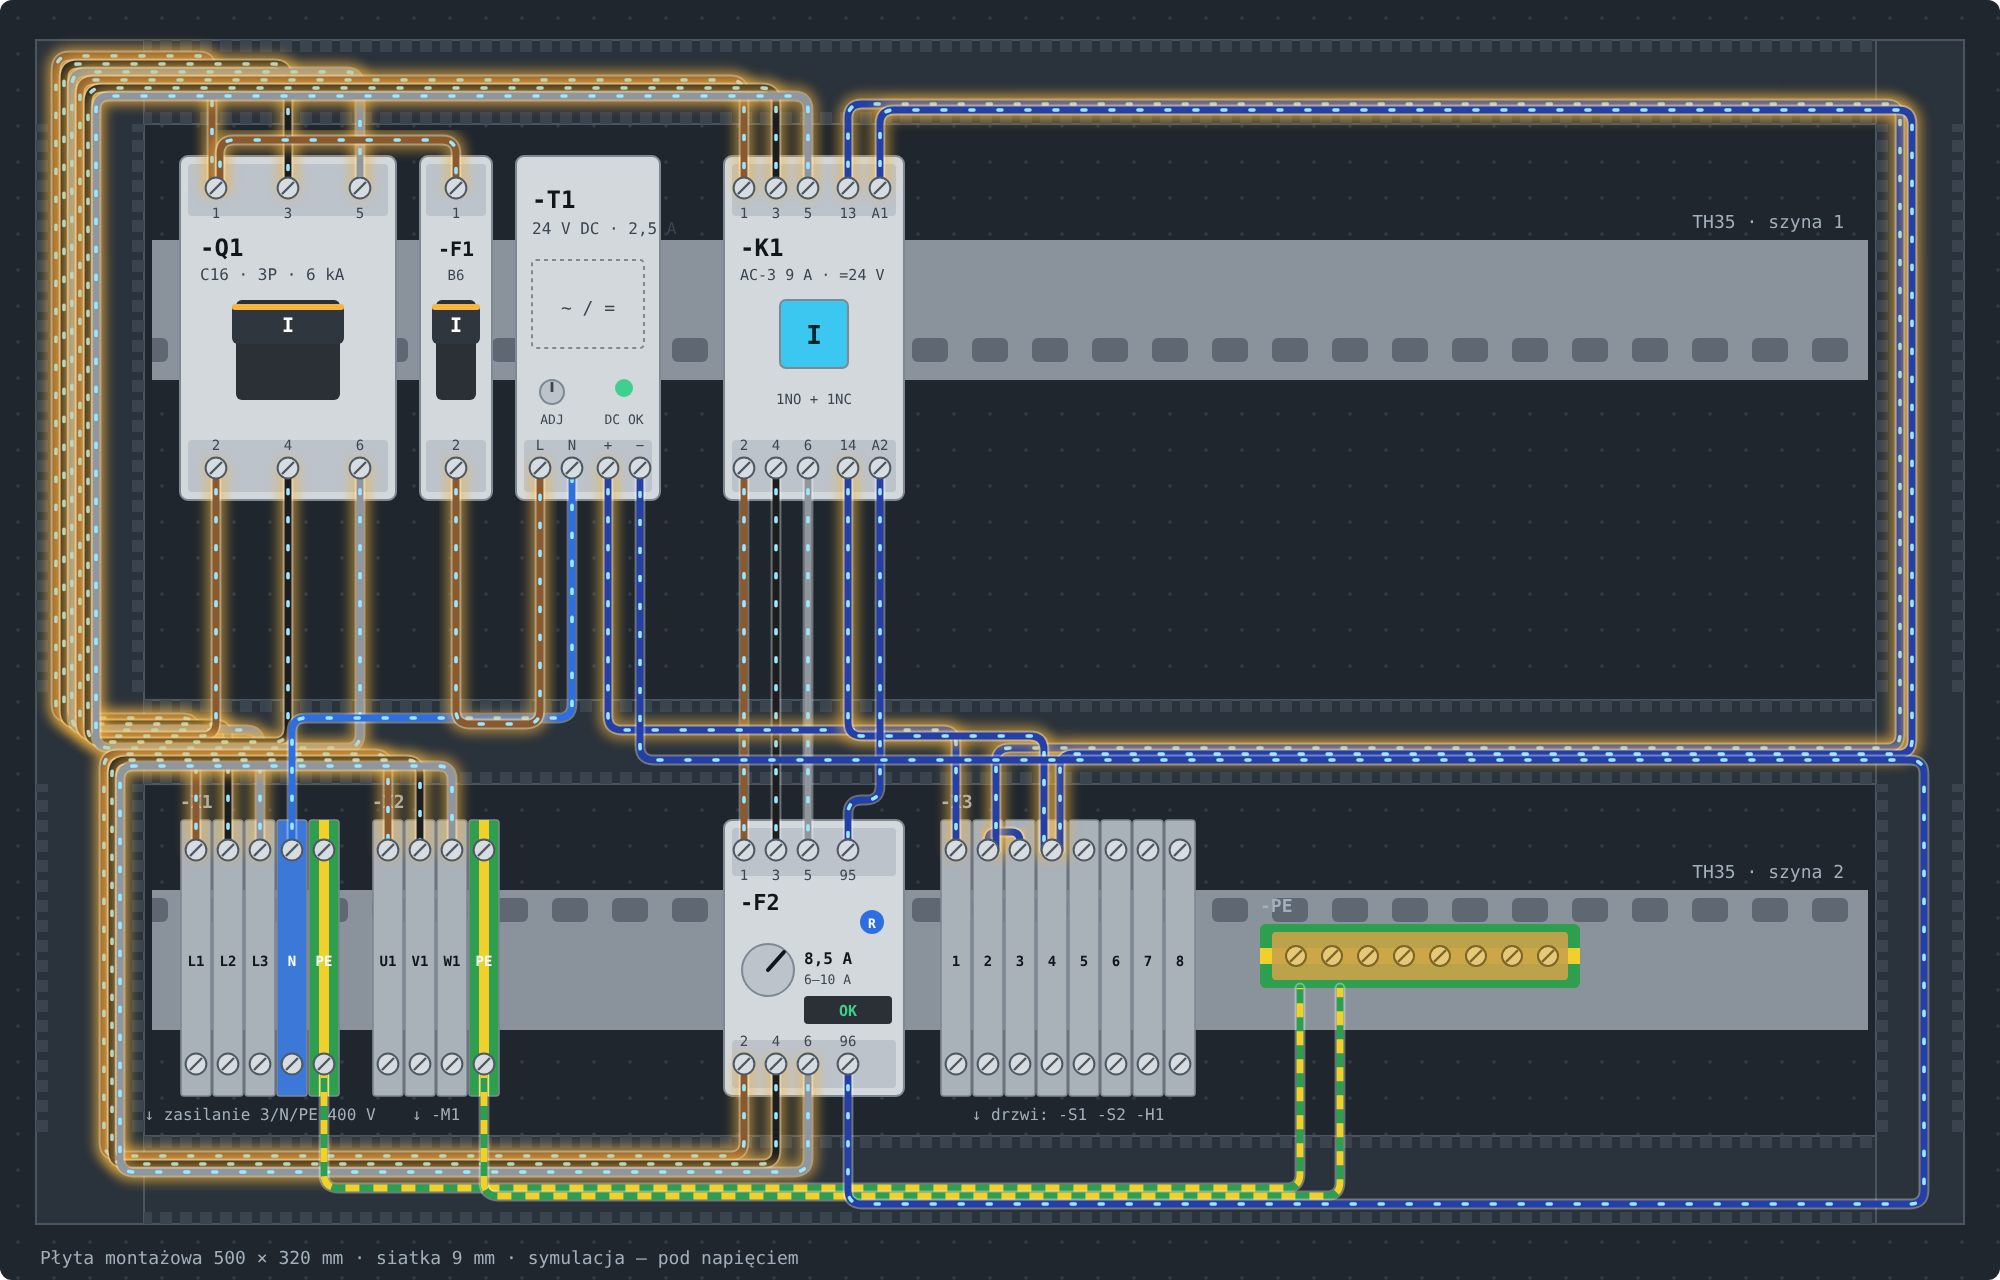 1 3 5
1
1 3 5 13 A1
-Q1
C16 · 3P · 6 kA
I
2 4 6
-F1
B6
I
2
-T1
24 V DC · 2,5 A
~ / =
ADJ
DC OK
L N + −
-K1
AC-3 9 A · =24 V
I
1NO + 1NC
2 4 6 14 A2
TH35 · szyna 1
L1 L2 L3 N PE
U1 V1 W1 PE
1 3 5 95
-F2
R
8,5 A
6–10 A
OK
2 4 6 96
1 2 3 4 5 6 7 8
TH35 · szyna 2
-PE
↓ zasilanie 3/N/PE 400 V
↓ -M1
↓ drzwi: -S1 -S2 -H1
Płyta montażowa 500 × 320 mm · siatka 9 mm · symulacja — pod napięciem